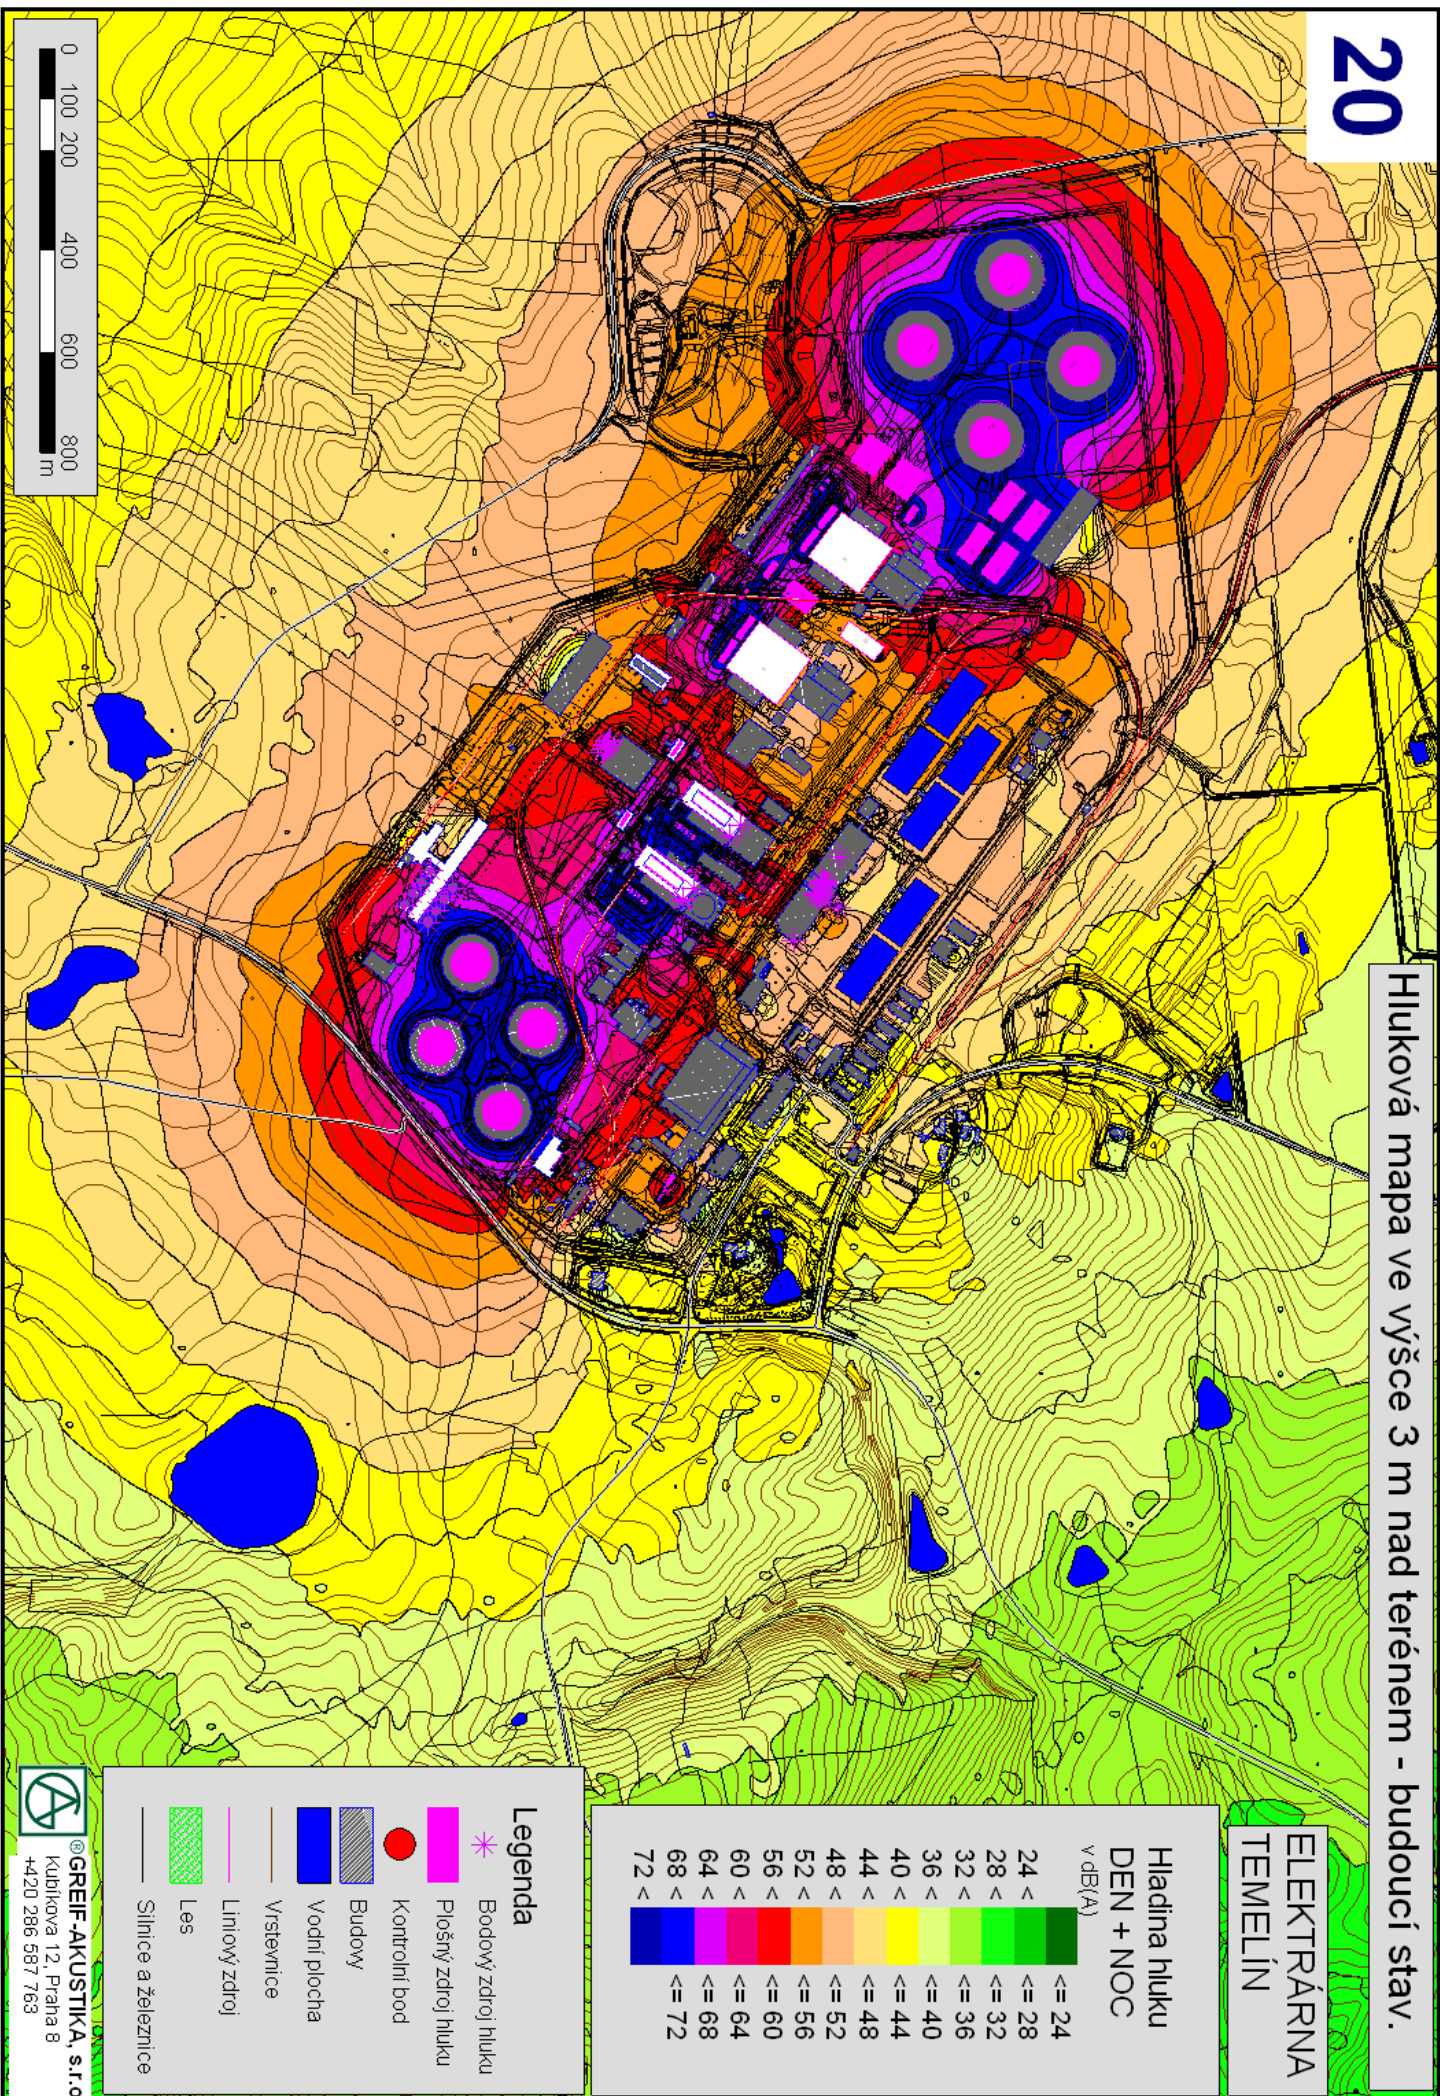 20
Hluková mapa ve výšce 3 m nad terénem - budoucí stav.
ELEKTRÁRNA
TEMELÍN
Hladina hluku
DEN + NOC
v dB(A)
<= 24
24 < <= 28
28 < <= 32
32 < <= 36
36 < <= 40
40 < <= 44
44 < <= 48
48 < <= 52
52 < <= 56
56 < <= 60
60 < <= 64
64 < <= 68
68 < <= 72
72 <
Legenda
Bodový zdroj hluku
Plošný zdroj hluku
Kontrolní bod
Budovy
Vodní plocha
Vrstevnice
Liniový zdroj
Les
Silnice a železnice
0 100 200 400 600 800
m
®GREIF-AKUSTIKA, s.r.o
Kubíkova 12, Praha 8
+420 286 587 763